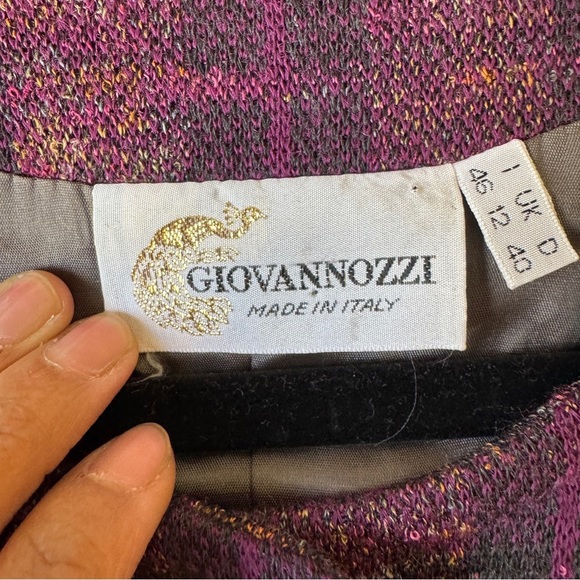 GIOVANNOZZI
MADE IN ITALY
I UK D
46 12 40